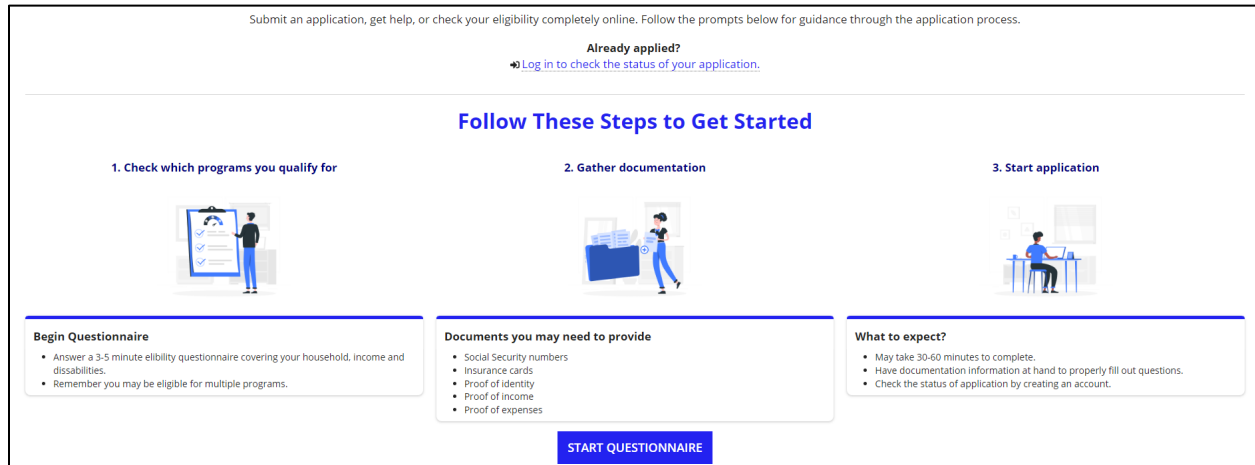 Submit an application, get help, or check your eligibility completely online. Follow the prompts below for guidance through the application process.
Already applied?
Log in to check the status of your application.
Follow These Steps to Get Started
1. Check which programs you qualify for
2. Gather documentation
3. Start application
Begin Questionnaire
• Answer a 3-5 minute elibility questionnaire covering your household, income and
dissabilities.
• Remember you may be eligible for multiple programs.
Documents you may need to provide
• Social Security numbers
• Insurance cards
• Proof of identity
• Proof of income
• Proof of expenses
What to expect?
• May take 30-60 minutes to complete.
• Have documentation information at hand to properly fill out questions.
• Check the status of application by creating an account.
START QUESTIONNAIRE